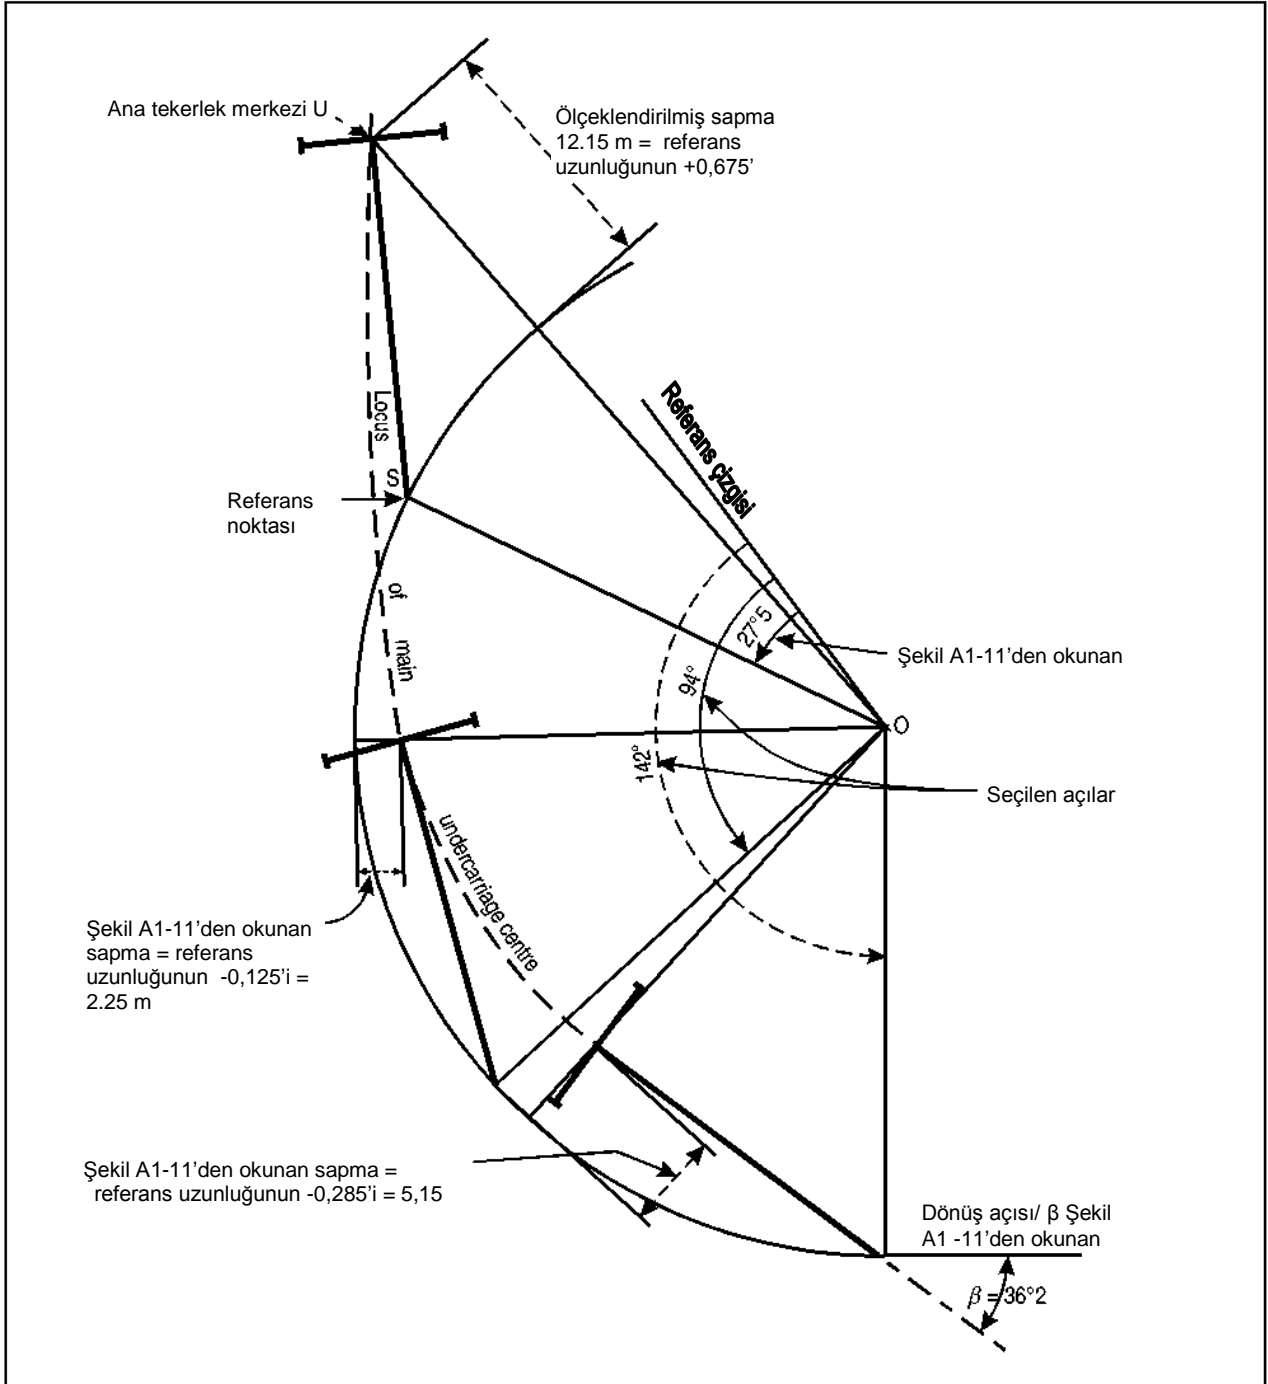 Ana tekerlek merkezi U
Ölçeklendirilmiş sapma
12.15 m = referans
uzunluğunun +0,675'
Referans çizgisi
Locus
S
Referans
noktası
of
main
27°5
94°
142°
Şekil A1-11’den okunan
O
Seçilen açılar
undercarriage centre
Şekil A1-11’den okunan
sapma = referans
uzunluğunun -0,125’i =
2.25 m
Şekil A1-11’den okunan sapma =
referans uzunluğunun -0,285’i = 5,15
Dönüş açısı/ β Şekil
A1 -11’den okunan
β = 36°2